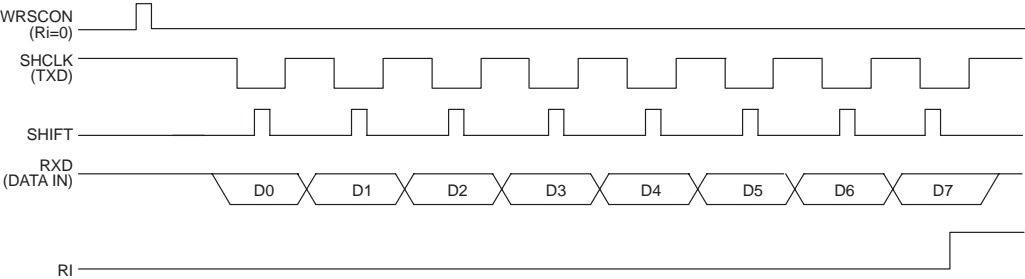 WRSCON
(Ri=0)
SHCLK
(TXD)
SHIFT
RXD
(DATA IN)
D0 D1 D2 D3 D4 D5 D6 D7
RI